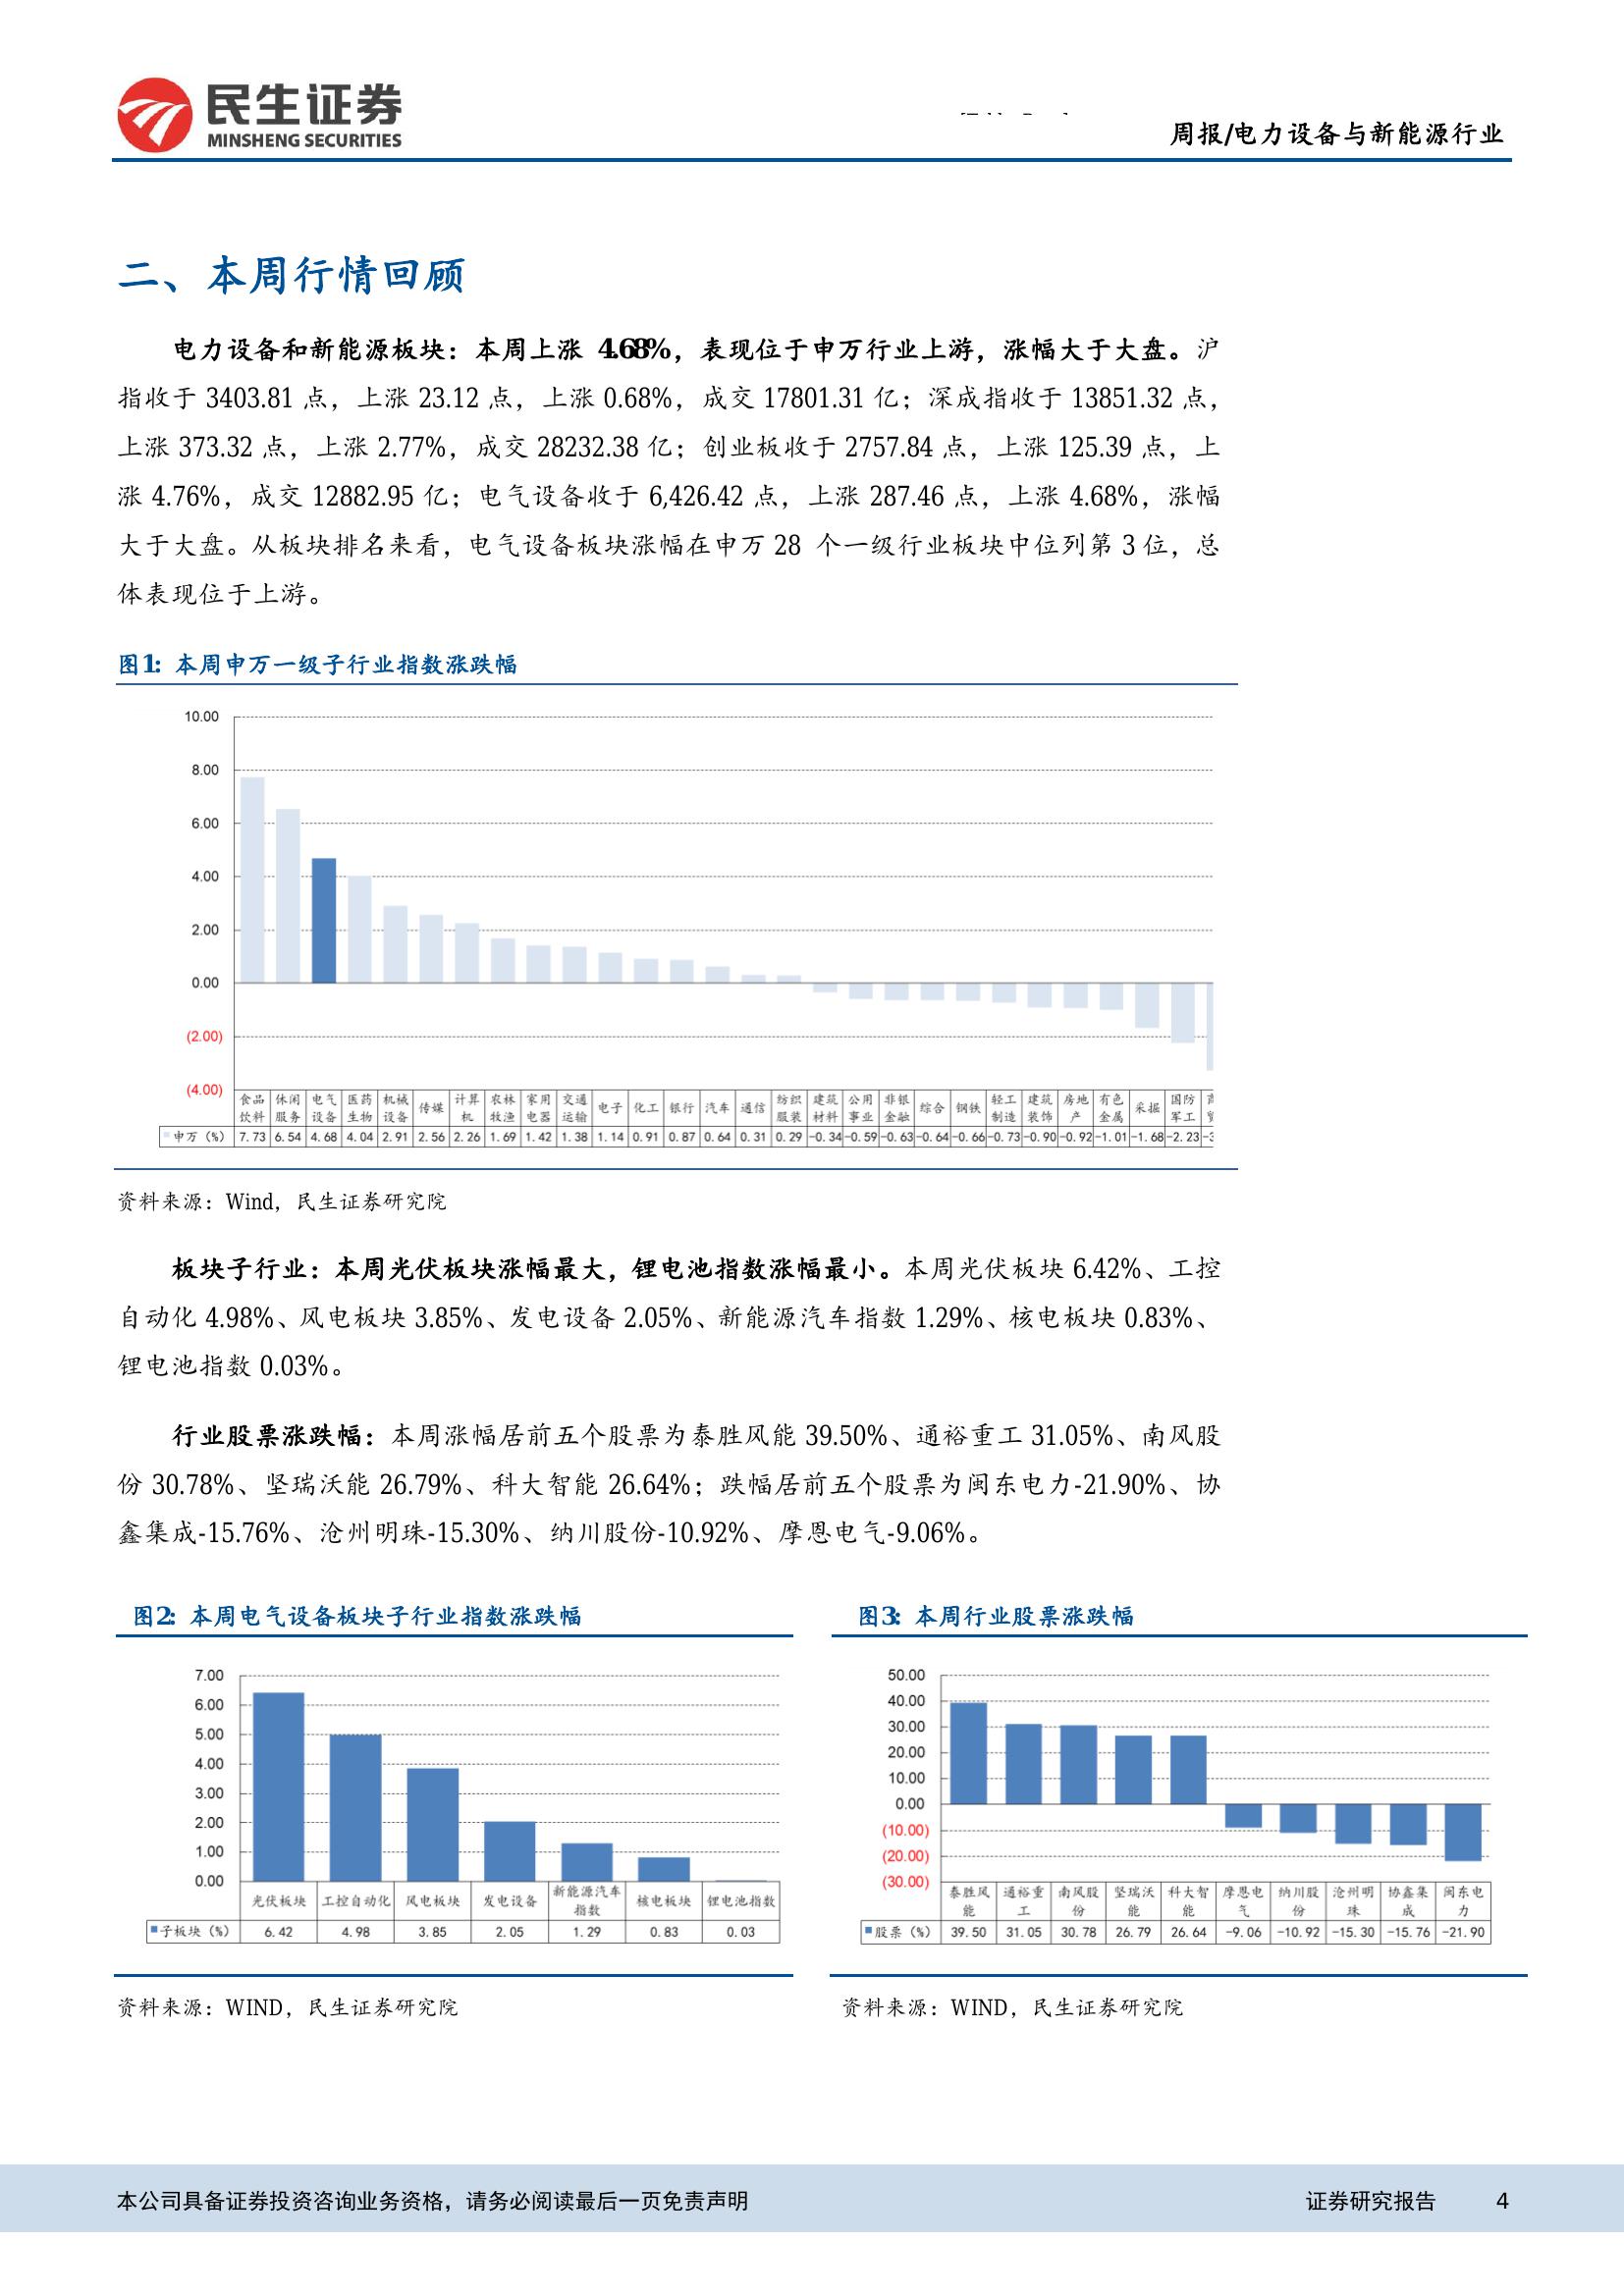 民生证券
MINSHENG SECURITIES
周报/电力设备与新能源行业
二、本周行情回顾
电力设备和新能源板块：本周上涨 4.68%，表现位于申万行业上游，涨幅大于大盘。沪
指收于 3403.81 点，上涨 23.12 点，上涨 0.68%，成交 17801.31 亿；深成指收于 13851.32 点，
上涨 373.32 点，上涨 2.77%，成交 28232.38 亿；创业板收于 2757.84 点，上涨 125.39 点，上
涨 4.76%，成交 12882.95 亿；电气设备收于 6,426.42 点，上涨 287.46 点，上涨 4.68%，涨幅
大于大盘。从板块排名来看，电气设备板块涨幅在申万 28 个一级行业板块中位列第 3 位，总
体表现位于上游。
图1：本周申万一级子行业指数涨跌幅
10.00
8.00
6.00
4.00
2.00
0.00
(2.00)
(4.00)
食品饮料 休闲服务 电气设备 医药生物 机械设备 传媒 计算机 农林牧渔 家用电器 交通运输 电子 化工 银行 汽车 通信 纺织服装 建筑材料 公用事业 非银金融 综合 钢铁 轻工制造 建筑装饰 房地产 有色金属 采掘 国防军工
申万（%） 7.73 6.54 4.68 4.04 2.91 2.56 2.26 1.69 1.42 1.38 1.14 0.91 0.87 0.64 0.31 0.29 -0.34 -0.59 -0.63 -0.64 -0.66 -0.73 -0.90 -0.92 -1.01 -1.68 -2.23
资料来源：Wind，民生证券研究院
板块子行业：本周光伏板块涨幅最大，锂电池指数涨幅最小。本周光伏板块 6.42%、工控
自动化 4.98%、风电板块 3.85%、发电设备 2.05%、新能源汽车指数 1.29%、核电板块 0.83%、
锂电池指数 0.03%。
行业股票涨跌幅：本周涨幅居前五个股票为泰胜风能 39.50%、通裕重工 31.05%、南风股
份 30.78%、坚瑞沃能 26.79%、科大智能 26.64%；跌幅居前五个股票为闽东电力-21.90%、协
鑫集成-15.76%、沧州明珠-15.30%、纳川股份-10.92%、摩恩电气-9.06%。
图2：本周电气设备板块子行业指数涨跌幅
7.00
6.00
5.00
4.00
3.00
2.00
1.00
0.00
光伏板块 工控自动化 风电板块 发电设备 新能源汽车指数 核电板块 锂电池指数
子板块（%） 6.42 4.98 3.85 2.05 1.29 0.83 0.03
资料来源：WIND，民生证券研究院
图3：本周行业股票涨跌幅
50.00
40.00
30.00
20.00
10.00
0.00
(10.00)
(20.00)
(30.00)
泰胜风能 通裕重工 南风股份 坚瑞沃能 科大智能 摩恩电气 纳川股份 沧州明珠 协鑫集成 闽东电力
股票（%） 39.50 31.05 30.78 26.79 26.64 -9.06 -10.92 -15.30 -15.76 -21.90
资料来源：WIND，民生证券研究院
本公司具备证券投资咨询业务资格，请务必阅读最后一页免责声明
证券研究报告 4